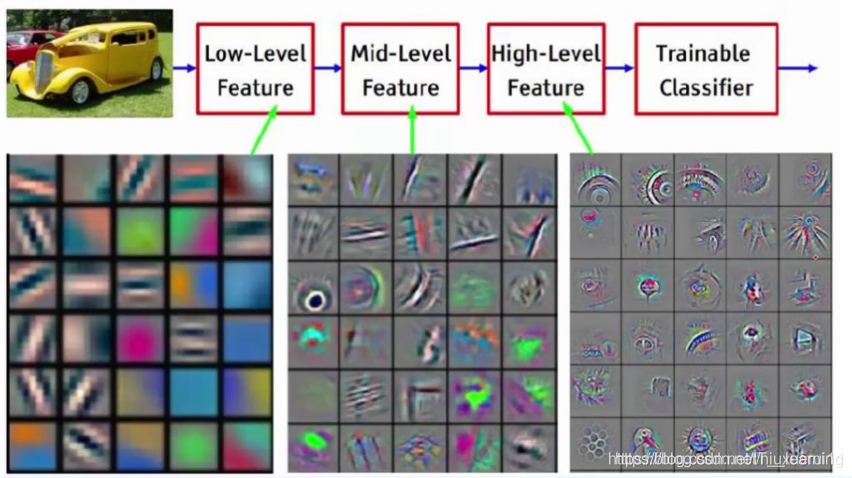 Low-Level
Feature
Mid-Level
Feature
High-Level
Feature
Trainable
Classifier